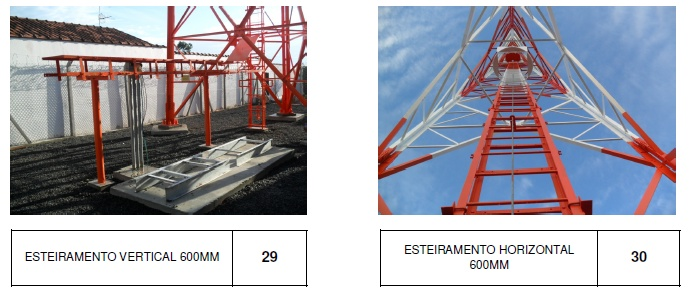 ESTEIRAMENTO VERTICAL 600MM
29
ESTEIRAMENTO HORIZONTAL
600MM
30